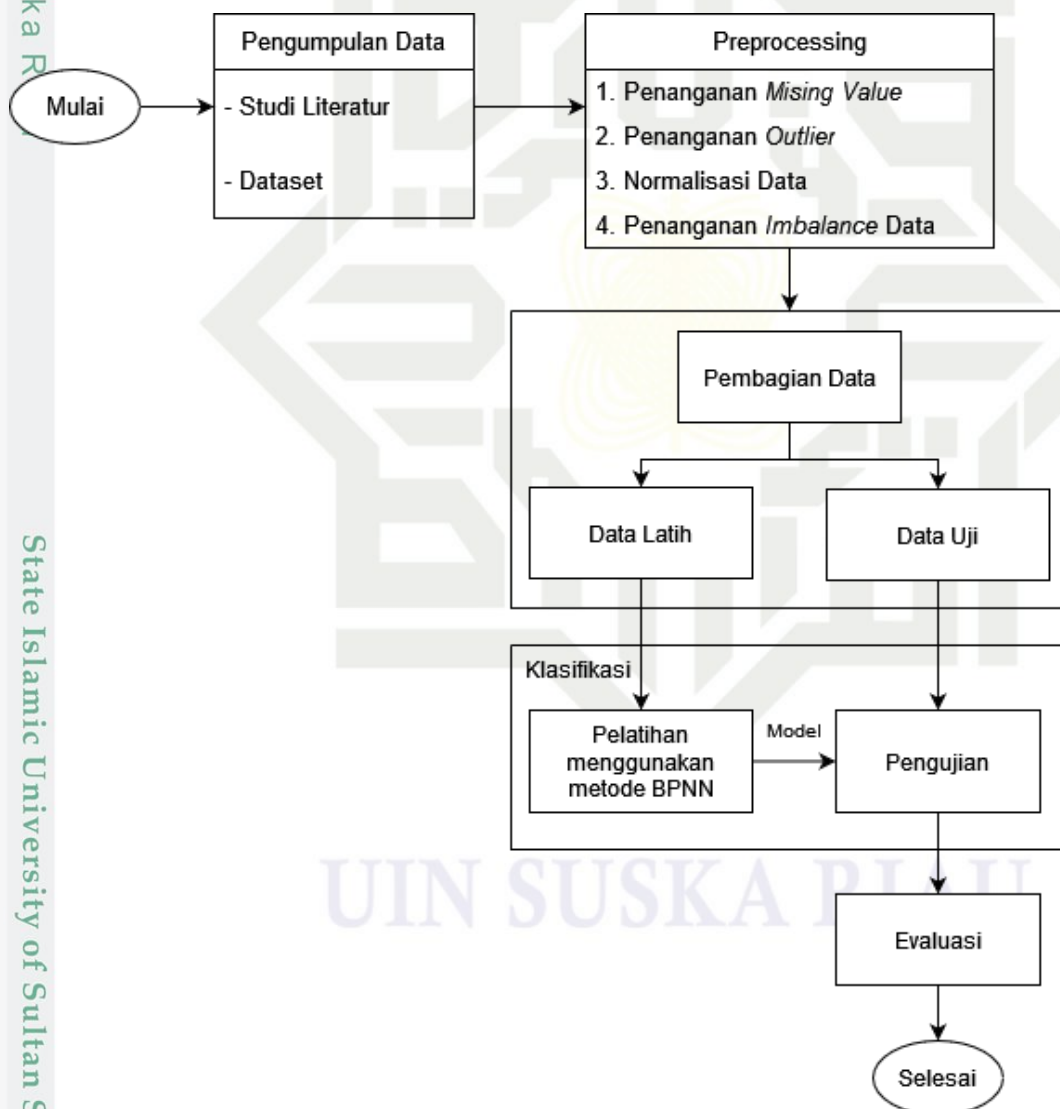 Mulai
Pengumpulan Data
- Studi Literatur
- Dataset
Preprocessing
1. Penanganan Mising Value
2. Penanganan Outlier
3. Normalisasi Data
4. Penanganan Imbalance Data
Pembagian Data
Data Latih
Data Uji
Klasifikasi
Pelatihan
menggunakan
metode BPNN
Model
Pengujian
Evaluasi
Selesai
UIN SUSKA RIAU
State Islamic University of Sultan